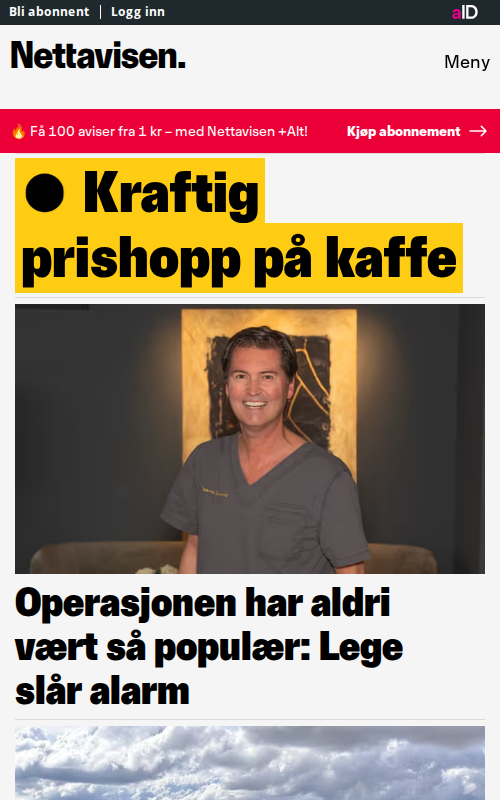 Bli abonnent | Logg inn
aID
Nettavisen.
Meny
🔥 Få 100 aviser fra 1 kr – med Nettavisen +Alt!
Kjøp abonnement →
● Kraftig
prishopp på kaffe
Operasjonen har aldri
vært så populær: Lege
slår alarm